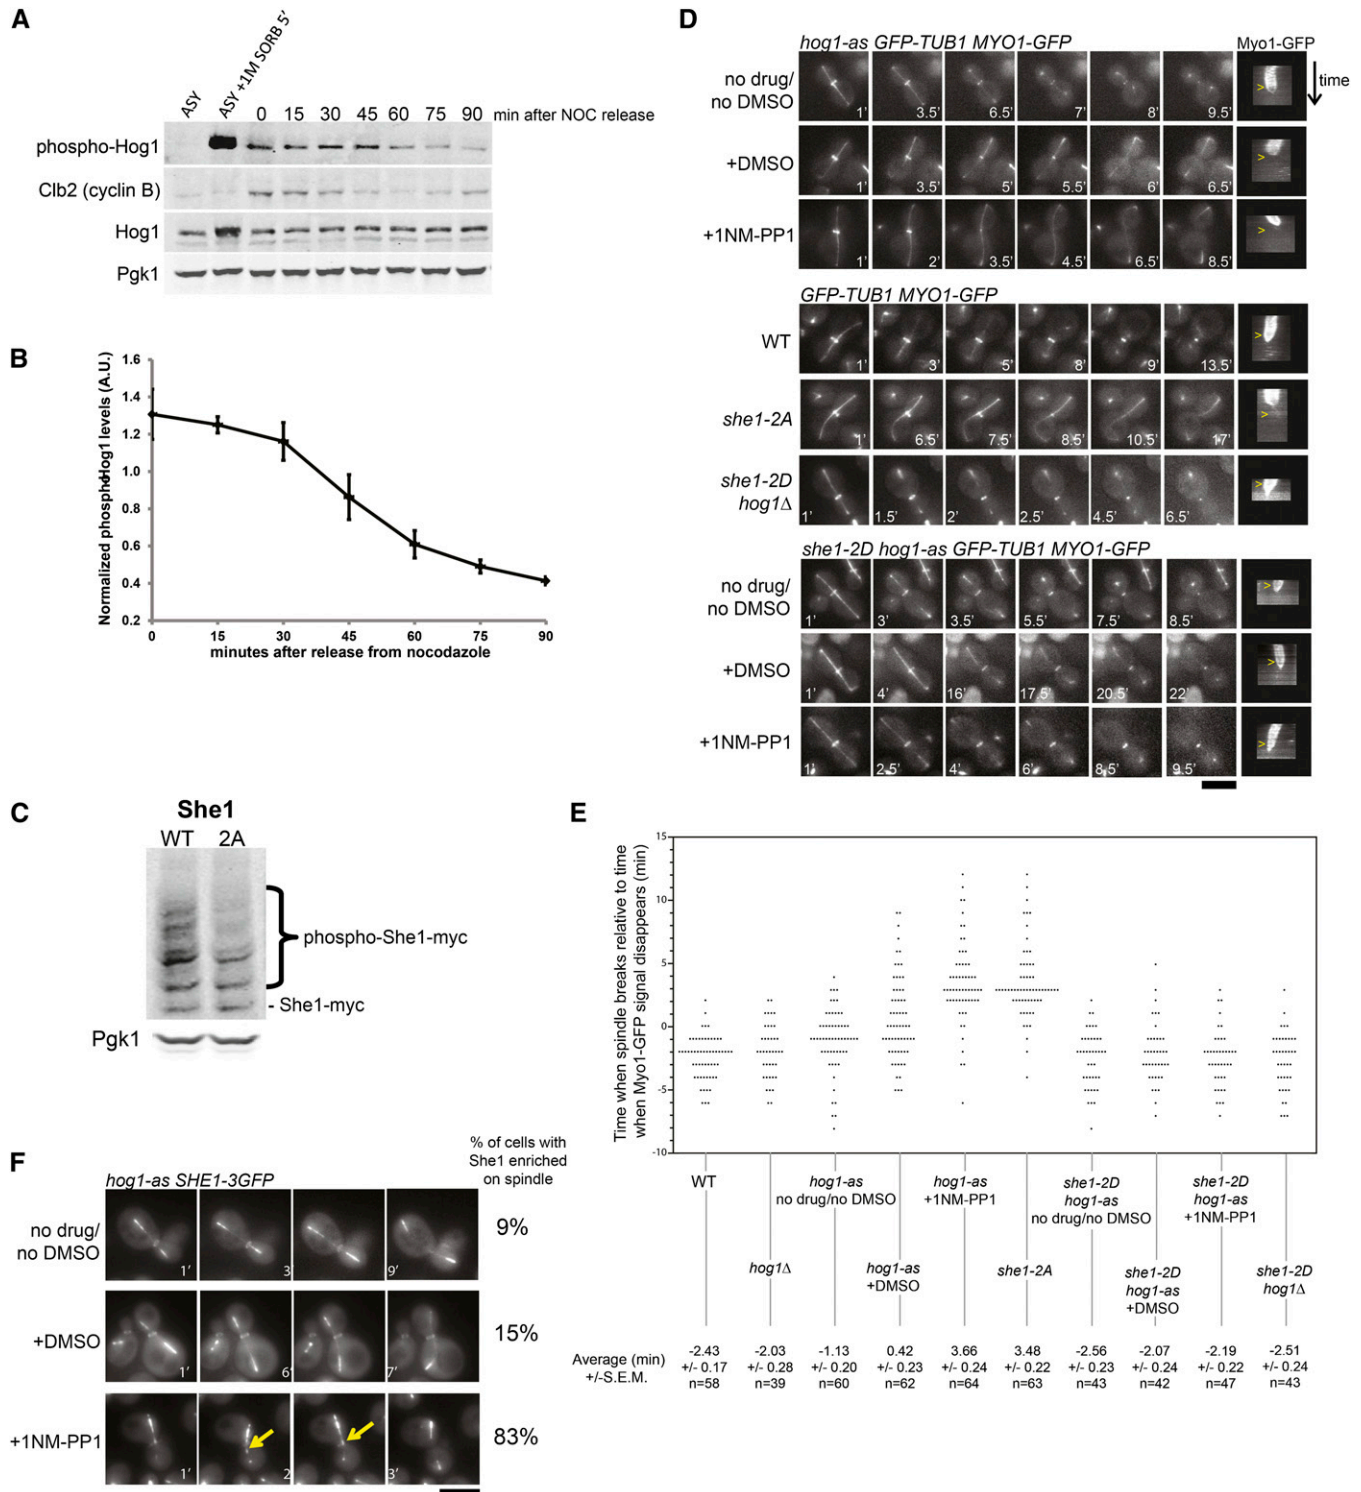 A
ASY
ASY +1M SORB 5'
0 15 30 45 60 75 90 min after NOC release
phospho-Hog1
Clb2 (cyclin B)
Hog1
Pgk1
B
Normalized phospho-Hog1 levels (A.U.)
1.6
1.4
1.2
1.0
0.8
0.6
0.4
0.2
0 15 30 45 60 75 90
minutes after release from nocodazole
C
She1
WT 2A
phospho-She1-myc
- She1-myc
Pgk1
D
hog1-as GFP-TUB1 MYO1-GFP
Myo1-GFP
time
no drug/
no DMSO
1' 3.5' 6.5' 7' 8' 9.5'
>
+DMSO
1' 3.5' 5' 5.5' 6' 6.5'
>
+1NM-PP1
1' 2' 3.5' 4.5' 6.5' 8.5'
>
GFP-TUB1 MYO1-GFP
WT
1' 3' 5' 8' 9' 13.5'
>
she1-2A
1' 6.5' 7.5' 8.5' 10.5' 17'
>
she1-2D
hog1Δ
1' 1.5' 2' 2.5' 4.5' 6.5'
>
she1-2D hog1-as GFP-TUB1 MYO1-GFP
no drug/
no DMSO
1' 3' 3.5' 5.5' 7.5' 8.5'
>
+DMSO
1' 4' 16' 17.5' 20.5' 22'
>
+1NM-PP1
1' 2.5' 4' 6' 8.5' 9.5'
>
E
Time when spindle breaks relative to time
when Myo1-GFP signal disappears (min)
15
10
5
0
-5
-10
WT
hog1Δ
hog1-as
no drug/no DMSO
hog1-as
+DMSO
hog1-as
+1NM-PP1
she1-2A
she1-2D
hog1-as
no drug/no DMSO
she1-2D
hog1-as
+DMSO
she1-2D
hog1-as
+1NM-PP1
she1-2D
hog1Δ
Average (min) -2.43 -2.03 -1.13 0.42 3.66 3.48 -2.56 -2.07 -2.19 -2.51
+/-S.E.M. +/- 0.17 +/- 0.28 +/- 0.20 +/- 0.23 +/- 0.24 +/- 0.22 +/- 0.23 +/- 0.24 +/- 0.22 +/- 0.24
n=58 n=39 n=60 n=62 n=64 n=63 n=43 n=42 n=47 n=43
F
hog1-as SHE1-3GFP
% of cells with
She1 enriched
on spindle
no drug/
no DMSO
1' 3 9'
9%
+DMSO
1' 6' 7'
15%
+1NM-PP1
1' 2 3'
83%